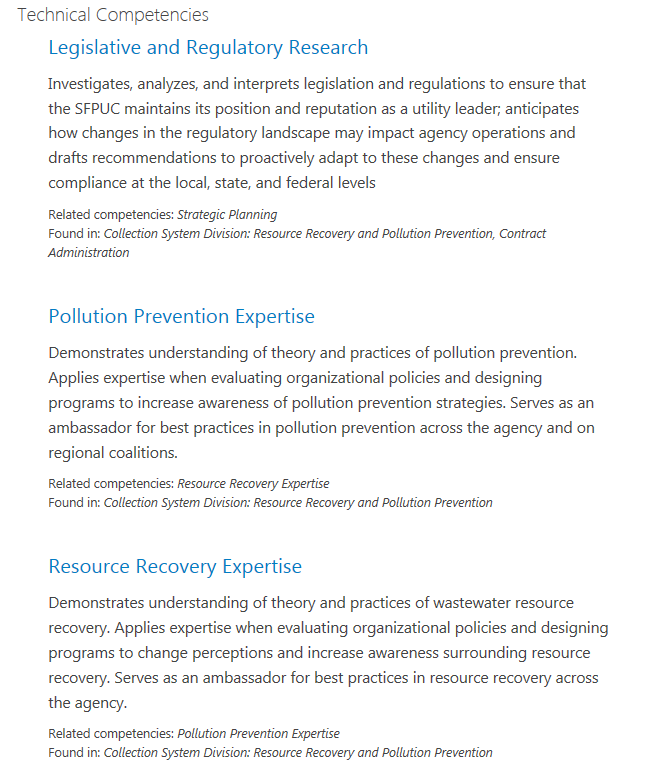 Technical Competencies
Legislative and Regulatory Research
Investigates, analyzes, and interprets legislation and regulations to ensure that
the SFPUC maintains its position and reputation as a utility leader; anticipates
how changes in the regulatory landscape may impact agency operations and
drafts recommendations to proactively adapt to these changes and ensure
compliance at the local, state, and federal levels
Related competencies: Strategic Planning
Found in: Collection System Division: Resource Recovery and Pollution Prevention, Contract
Administration
Pollution Prevention Expertise
Demonstrates understanding of theory and practices of pollution prevention.
Applies expertise when evaluating organizational policies and designing
programs to increase awareness of pollution prevention strategies. Serves as an
ambassador for best practices in pollution prevention across the agency and on
regional coalitions.
Related competencies: Resource Recovery Expertise
Found in: Collection System Division: Resource Recovery and Pollution Prevention
Resource Recovery Expertise
Demonstrates understanding of theory and practices of wastewater resource
recovery. Applies expertise when evaluating organizational policies and designing
programs to change perceptions and increase awareness surrounding resource
recovery. Serves as an ambassador for best practices in resource recovery across
the agency.
Related competencies: Pollution Prevention Expertise
Found in: Collection System Division: Resource Recovery and Pollution Prevention